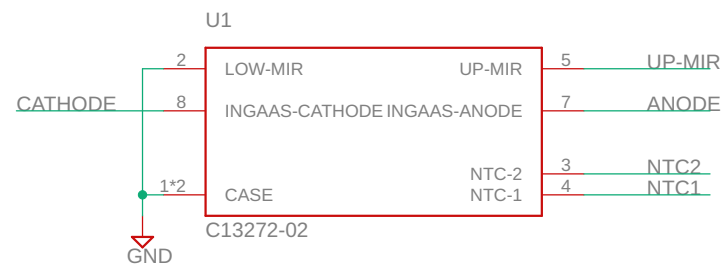 U1
2 LOW-MIR UP-MIR 5 UP-MIR
CATHODE 8 INGAAS-CATHODE INGAAS-ANODE 7 ANODE
NTC-2 3 NTC2
1*2 CASE NTC-1 4 NTC1
C13272-02
GND